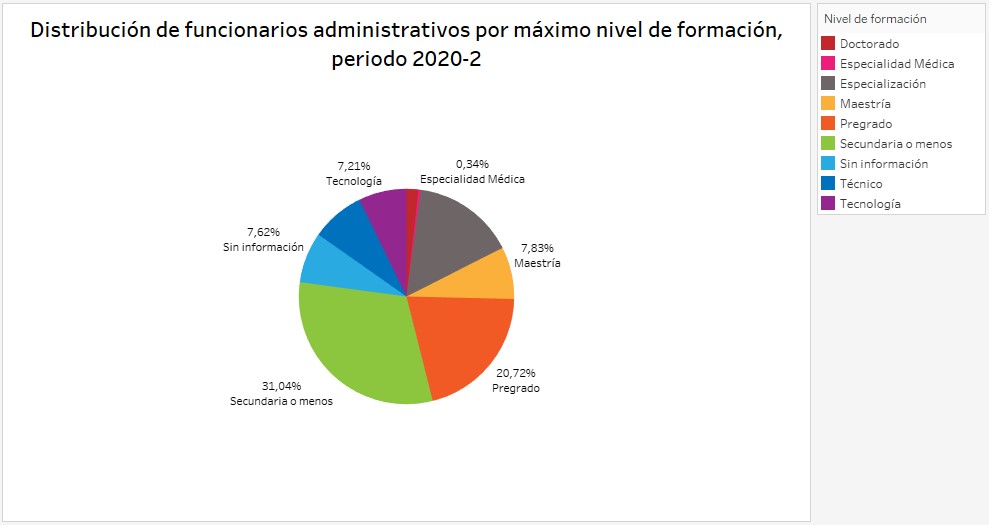 Distribución de funcionarios administrativos por máximo nivel de formación,
periodo 2020-2
7,21%
Tecnología
0,34%
Especialidad Médica
7,62%
Sin información
7,83%
Maestría
20,72%
Pregrado
31,04%
Secundaria o menos
Nivel de formación
Doctorado
Especialidad Médica
Especialización
Maestría
Pregrado
Secundaria o menos
Sin información
Técnico
Tecnología